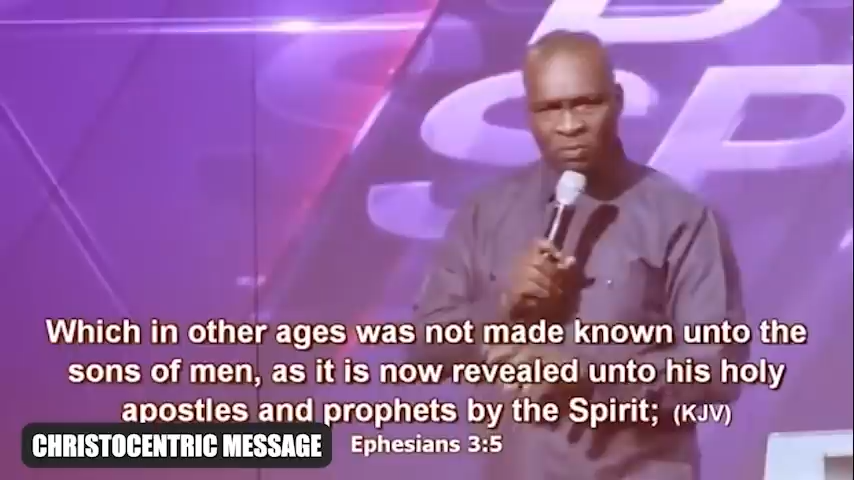 SP
Which in other ages was not made known unto the
sons of men, as it is now revealed unto his holy
apostles and prophets by the Spirit; (KJV)
CHRISTOCENTRIC MESSAGE
Ephesians 3:5